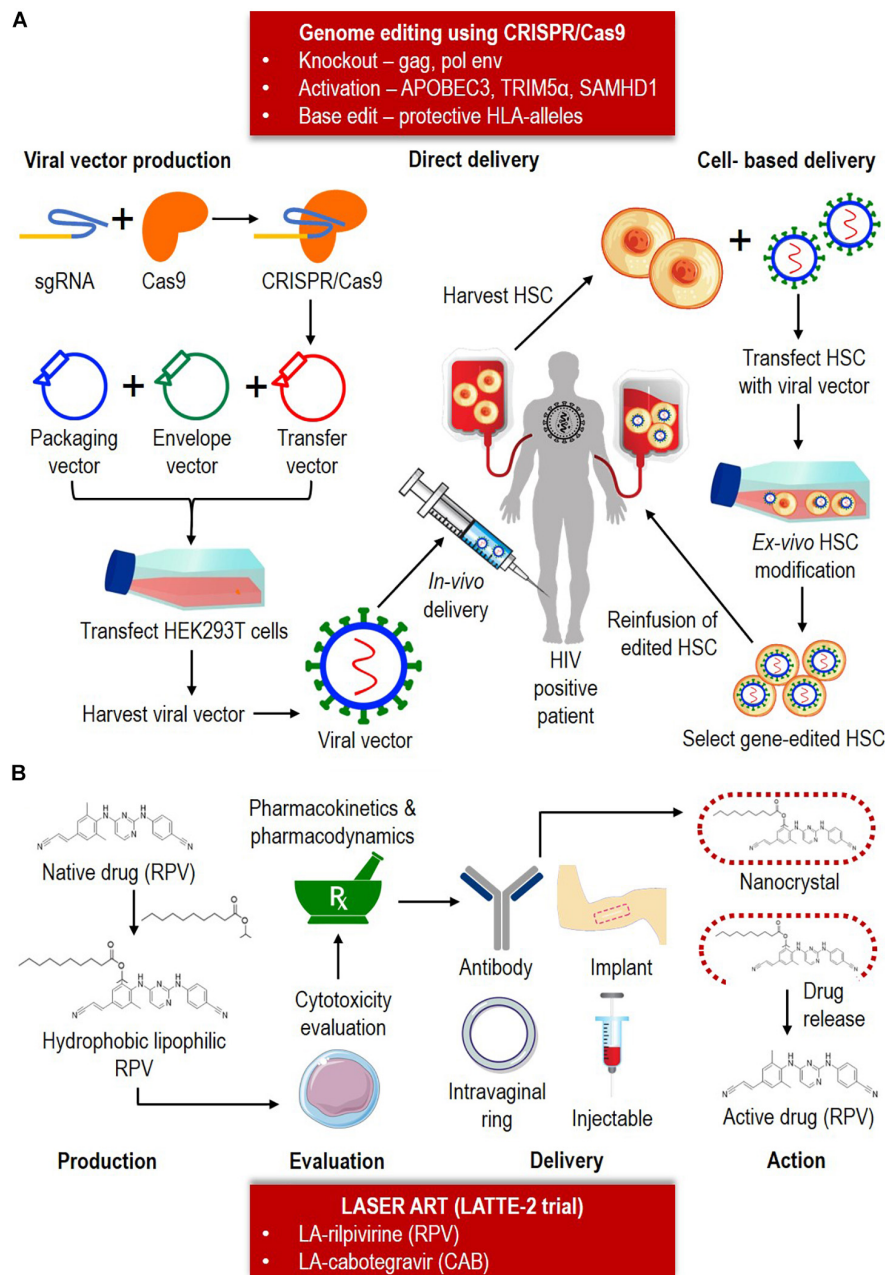 A
Genome editing using CRISPR/Cas9
• Knockout – gag, pol env
• Activation – APOBEC3, TRIM5α, SAMHD1
• Base edit – protective HLA-alleles
Viral vector production
Direct delivery
Cell- based delivery
+
+
sgRNA
Cas9
CRISPR/Cas9
Harvest HSC
Transfect HSC
with viral vector
+
+
Packaging
vector
Envelope
vector
Transfer
vector
Ex-vivo HSC
modification
In-vivo
delivery
Transfect HEK293T cells
Reinfusion of
edited HSC
HIV
positive
patient
Harvest viral vector
Viral vector
Select gene-edited HSC
B
Pharmacokinetics &
pharmacodynamics
Native drug (RPV)
Rx
Nanocrystal
Antibody
Implant
Cytotoxicity
evaluation
Drug
release
Hydrophobic lipophilic
RPV
Intravaginal
ring
Injectable
Active drug (RPV)
Production
Evaluation
Delivery
Action
LASER ART (LATTE-2 trial)
• LA-rilpivirine (RPV)
• LA-cabotegravir (CAB)